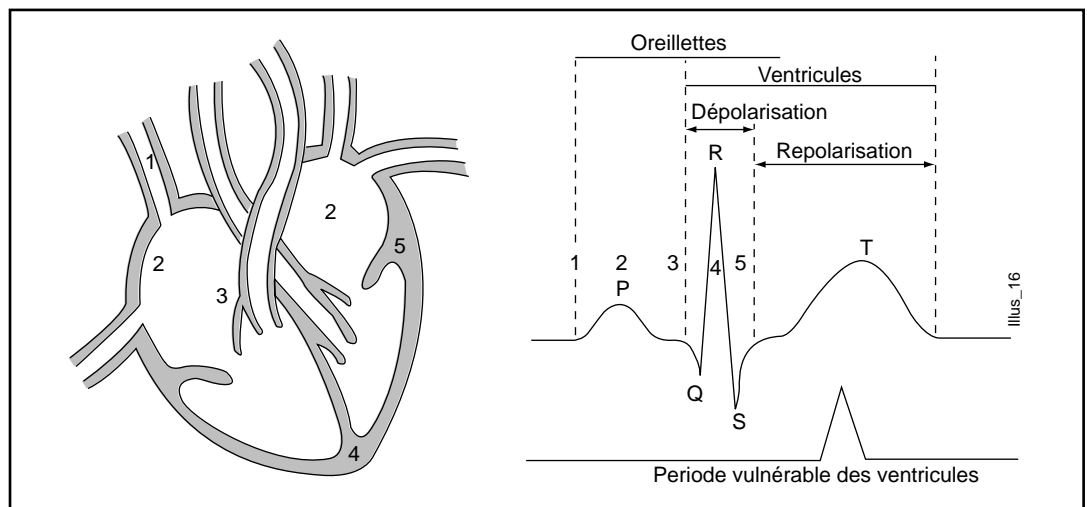 Oreillettes
Ventricules
Dépolarisation
R
Repolarisation
1
2
2
5
3
1 2 3 4 5
P
T
Q
S
4
Periode vulnérable des ventricules
Illus_16